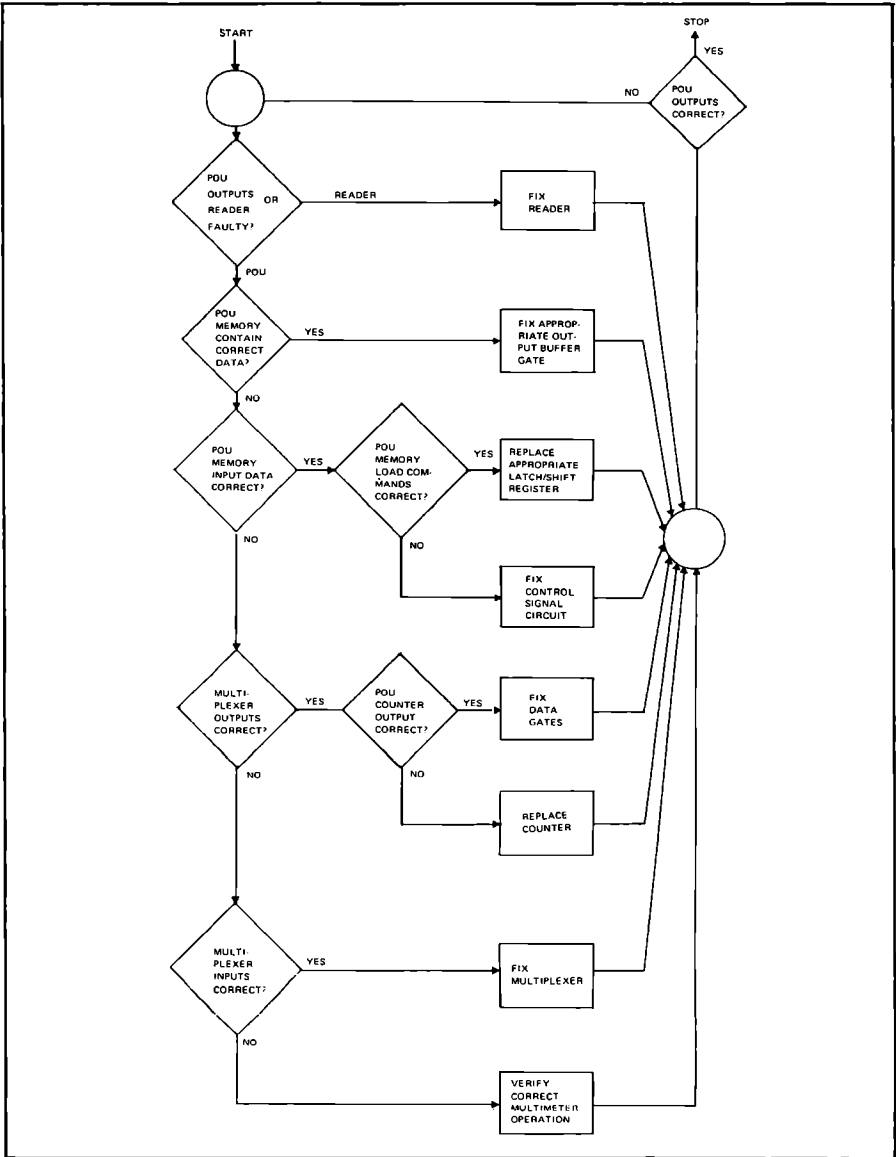 START
STOP
YES
NO
POU
OUTPUTS
CORRECT?
POU
OUTPUTS OR
READER
FAULTY?
READER
FIX
READER
POU
POU
MEMORY
CONTAIN
CORRECT
DATA?
YES
FIX APPROP-
RIATE OUT-
PUT BUFFER
GATE
NO
POU
MEMORY
INPUT DATA
CORRECT?
YES
POU
MEMORY
LOAD COM-
MANDS
CORRECT?
YES
REPLACE
APPROPRIATE
LATCH/SHIFT
REGISTER
NO
NO
FIX
CONTROL
SIGNAL
CIRCUIT
MULTI-
PLEXER
OUTPUTS
CORRECT?
YES
POU
COUNTER
OUTPUT
CORRECT?
YES
FIX
DATA
GATES
NO
NO
REPLACE
COUNTER
MULTI-
PLEXER
INPUTS
CORRECT?
YES
FIX
MULTIPLEXER
NO
VERIFY
CORRECT
MULTIMETER
OPERATION